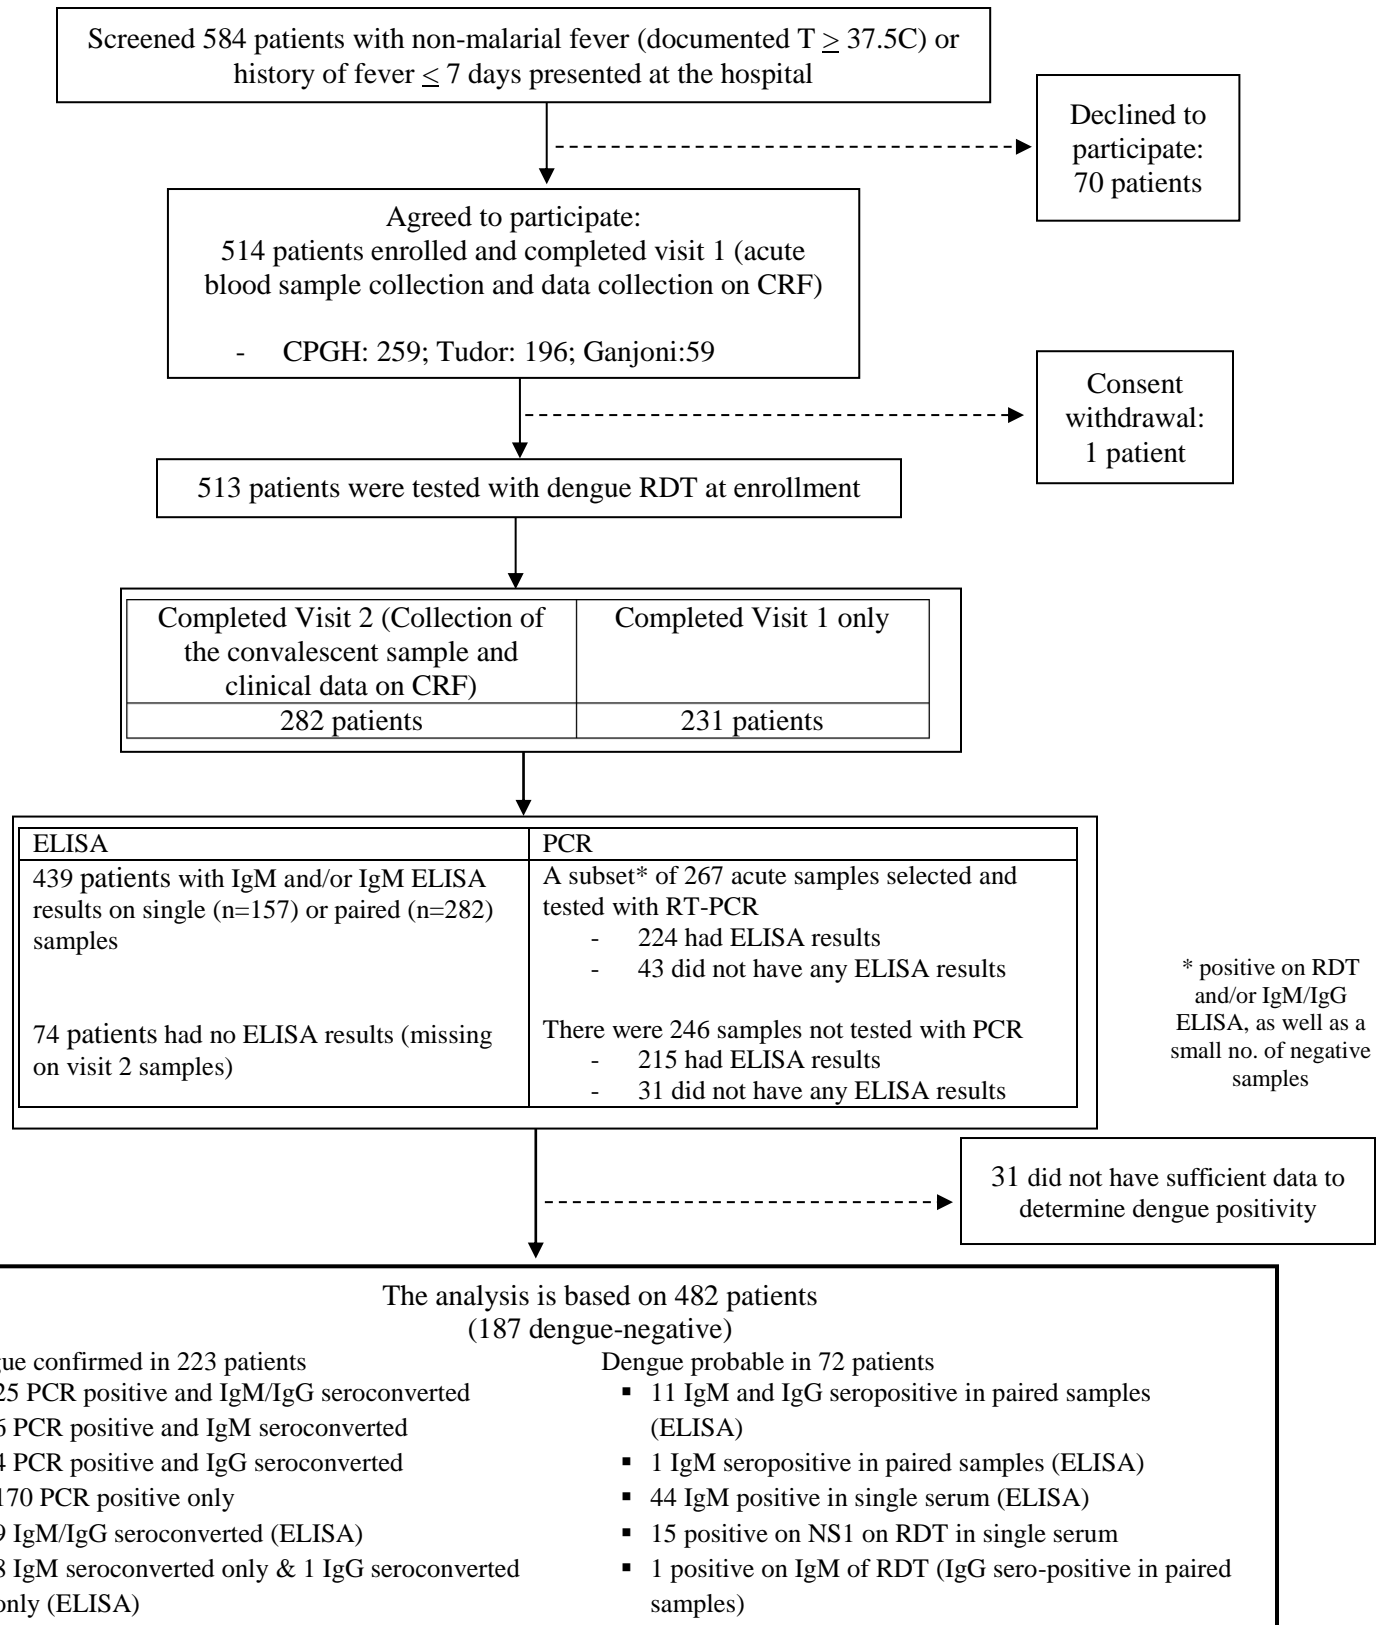 Screened 584 patients with non-malarial fever (documented T ≥ 37.5C) or
history of fever ≤ 7 days presented at the hospital
Declined to
participate:
70 patients
Agreed to participate:
514 patients enrolled and completed visit 1 (acute
blood sample collection and data collection on CRF)
- CPGH: 259; Tudor: 196; Ganjoni:59
Consent
withdrawal:
1 patient
513 patients were tested with dengue RDT at enrollment
Completed Visit 2 (Collection of
the convalescent sample and
clinical data on CRF)
Completed Visit 1 only
282 patients
231 patients
ELISA
439 patients with IgM and/or IgM ELISA
results on single (n=157) or paired (n=282)
samples
74 patients had no ELISA results (missing
on visit 2 samples)
PCR
A subset* of 267 acute samples selected and
tested with RT-PCR
- 224 had ELISA results
- 43 did not have any ELISA results
There were 246 samples not tested with PCR
- 215 had ELISA results
- 31 did not have any ELISA results
* positive on RDT
and/or IgM/IgG
ELISA, as well as a
small no. of negative
samples
31 did not have sufficient data to
determine dengue positivity
The analysis is based on 482 patients
(187 dengue-negative)
gue confirmed in 223 patients
25 PCR positive and IgM/IgG seroconverted
6 PCR positive and IgM seroconverted
4 PCR positive and IgG seroconverted
170 PCR positive only
9 IgM/IgG seroconverted (ELISA)
8 IgM seroconverted only & 1 IgG seroconverted
only (ELISA)
Dengue probable in 72 patients
▪ 11 IgM and IgG seropositive in paired samples
(ELISA)
▪ 1 IgM seropositive in paired samples (ELISA)
▪ 44 IgM positive in single serum (ELISA)
▪ 15 positive on NS1 on RDT in single serum
▪ 1 positive on IgM of RDT (IgG sero-positive in paired
samples)